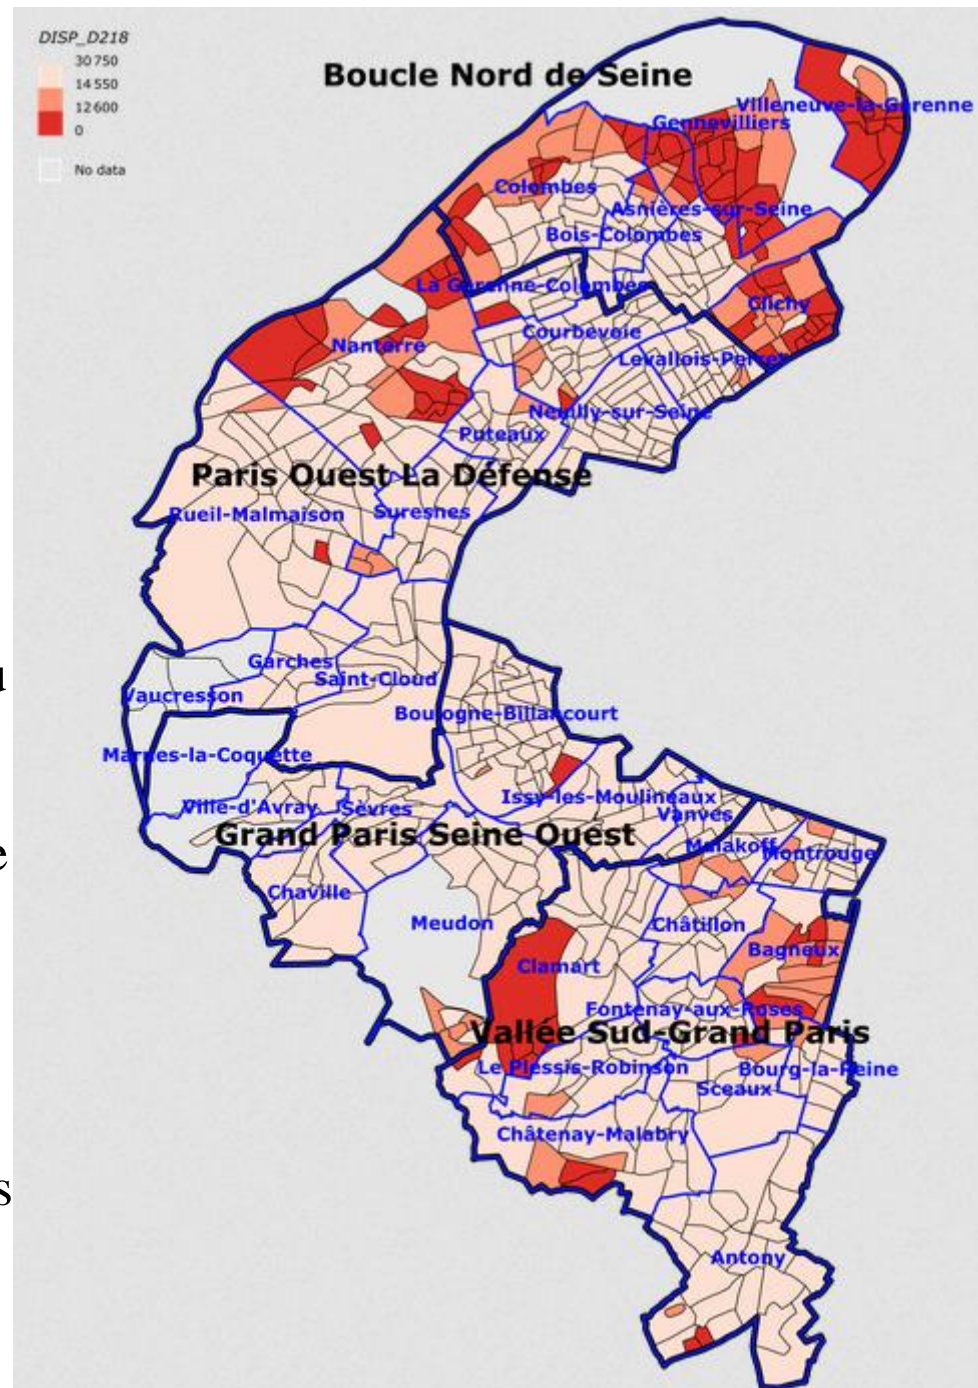 DISP_D218
30 750
14 550
12 600
0
No data
Boucle Nord de Seine
Villeneuve-la-Garenne
Gennevilliers
Colombes
Asnières-sur-Seine
Bois-Colombes
La Garenne-Colombes
Clichy
Courbevoie
Nanterre
Levallois-Perret
Neuilly-sur-Seine
Puteaux
Paris Ouest La Défense
Rueil-Malmaison
Suresnes
Garches
Saint-Cloud
Vaucresson
Boulogne-Billancourt
Marnes-la-Coquette
Issy-les-Moulineaux
Ville-d'Avray
Sèvres
Vanves
Grand Paris Seine Ouest
Malakoff
Montrouge
e
Chaville
Meudon
Châtillon
Bagneux
Clamart
Fontenay-aux-Roses
Vallée Sud-Grand Paris
Le Plessis-Robinson
Bourg-la-Reine
Sceaux
Châtenay-Malabry
s
Antony